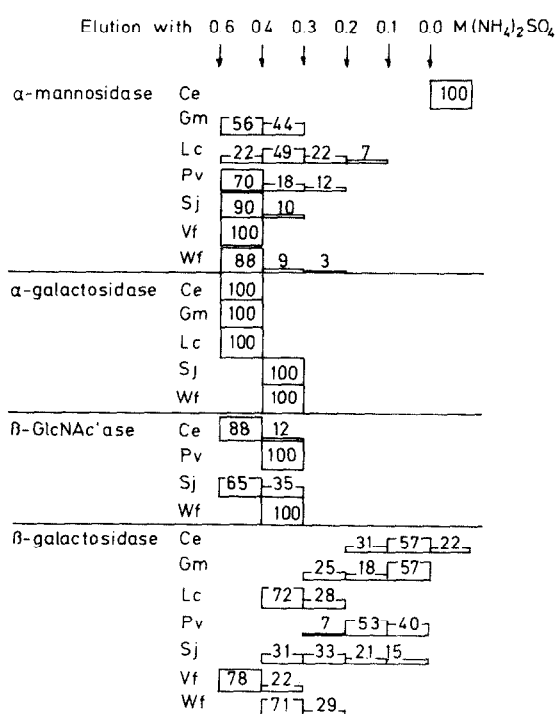 Elution with 0.6 0.4 0.3 0.2 0.1 0.0 M(NH₄)₂SO₄
α-mannosidase Ce 100
Gm 56 44
Lc 22 49 22 7
Pv 70 18 12
Sj 90 10
Vf 100
Wf 88 9 3
α-galactosidase Ce 100
Gm 100
Lc 100
Sj 100
Wf 100
ß-GlcNAc'ase Ce 88 12
Pv 100
Sj 65 35
Wf 100
ß-galactosidase Ce 31 57 22
Gm 25 18 57
Lc 72 28
Pv 7 53 40
Sj 31 33 21 15
Vf 78 22
Wf 71 29